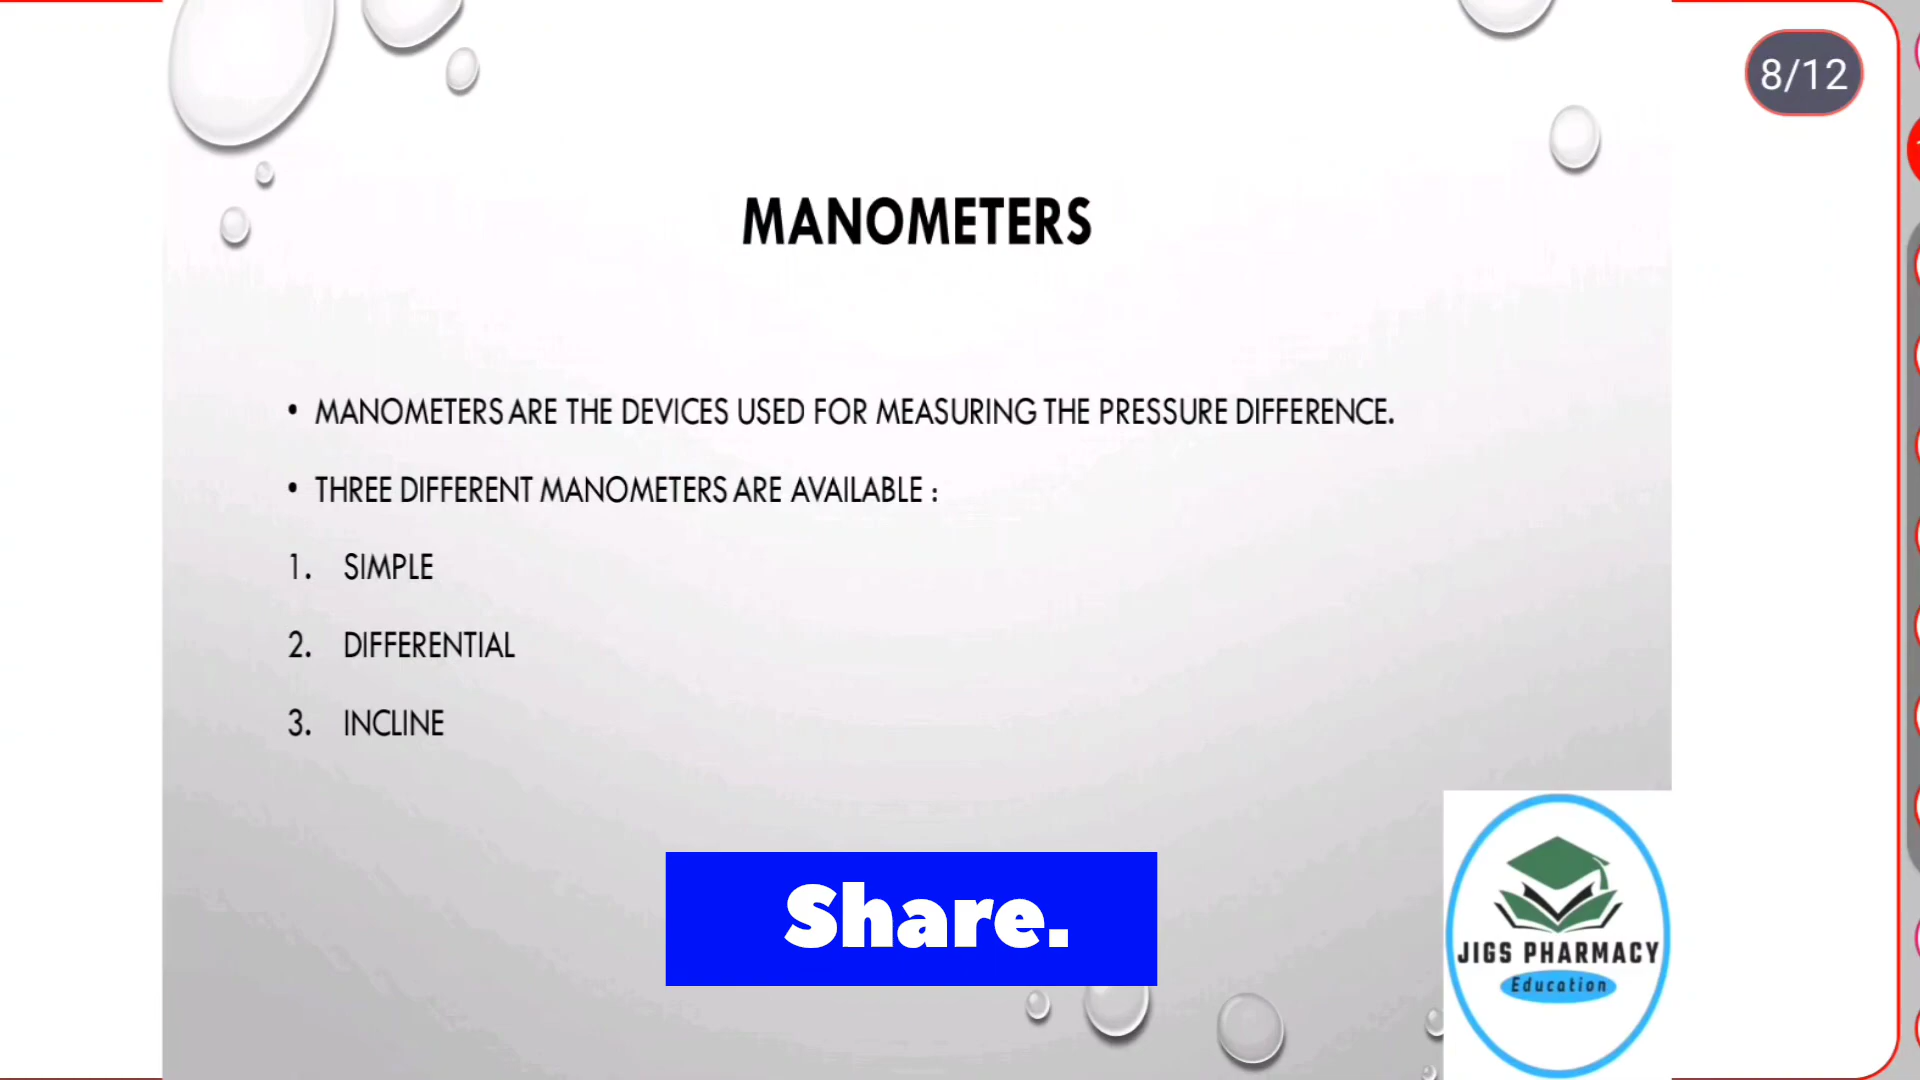 8/12
MANOMETERS
• MANOMETERS ARE THE DEVICES USED FOR MEASURING THE PRESSURE DIFFERENCE.
• THREE DIFFERENT MANOMETERS ARE AVAILABLE :
1. SIMPLE
2. DIFFERENTIAL
3. INCLINE
Share.
JIGS PHARMACY
Education